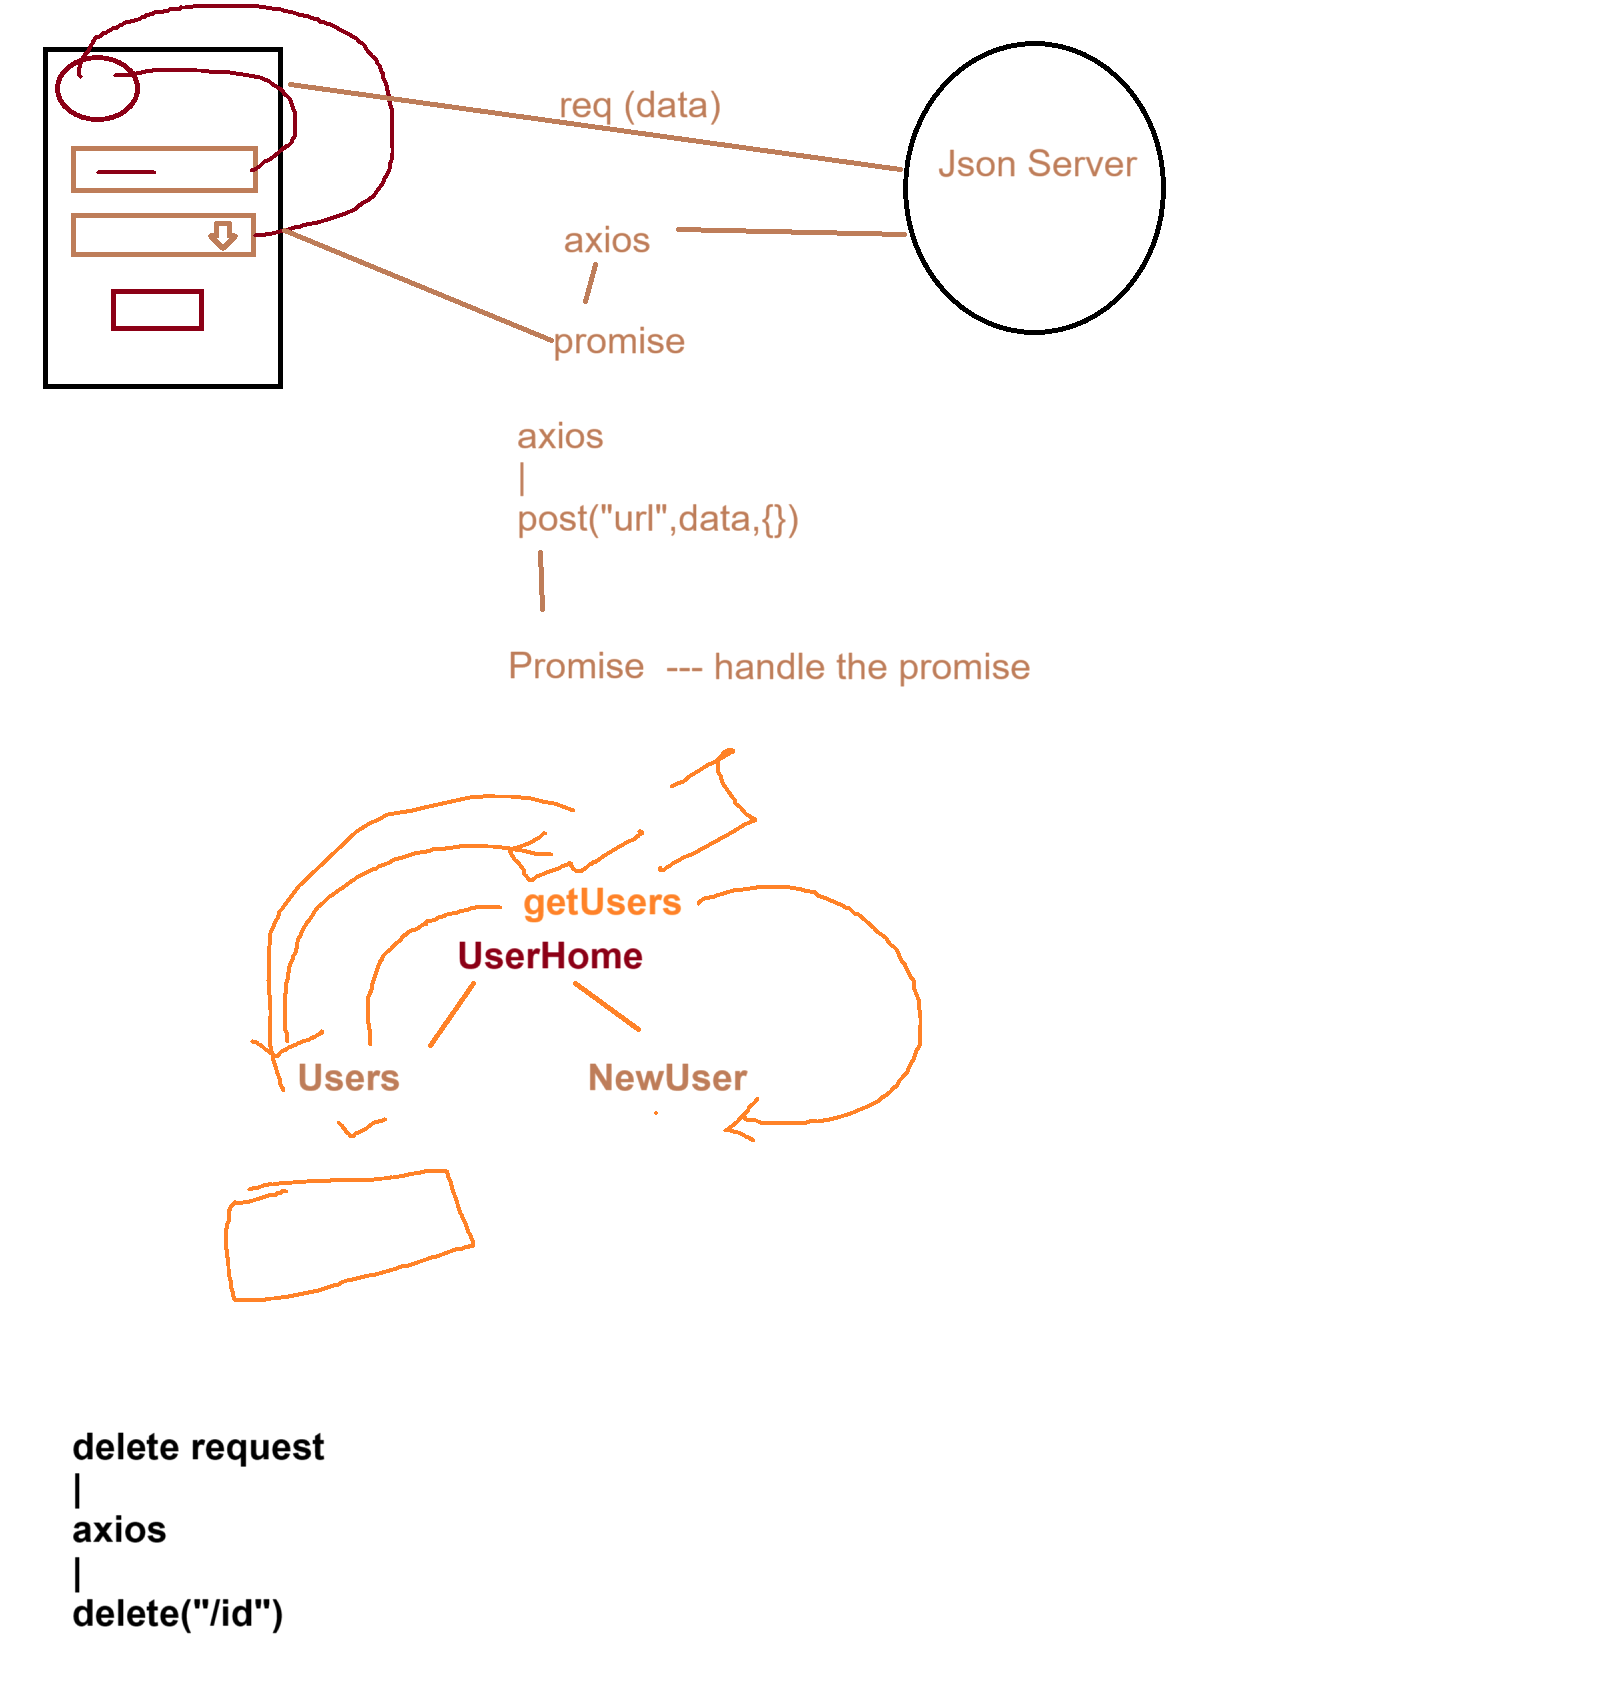 req (data)
Json Server
axios
promise
axios
|
post("url",data,{})
Promise --- handle the promise
getUsers
UserHome
Users
NewUser
delete request
|
axios
|
delete("/id")